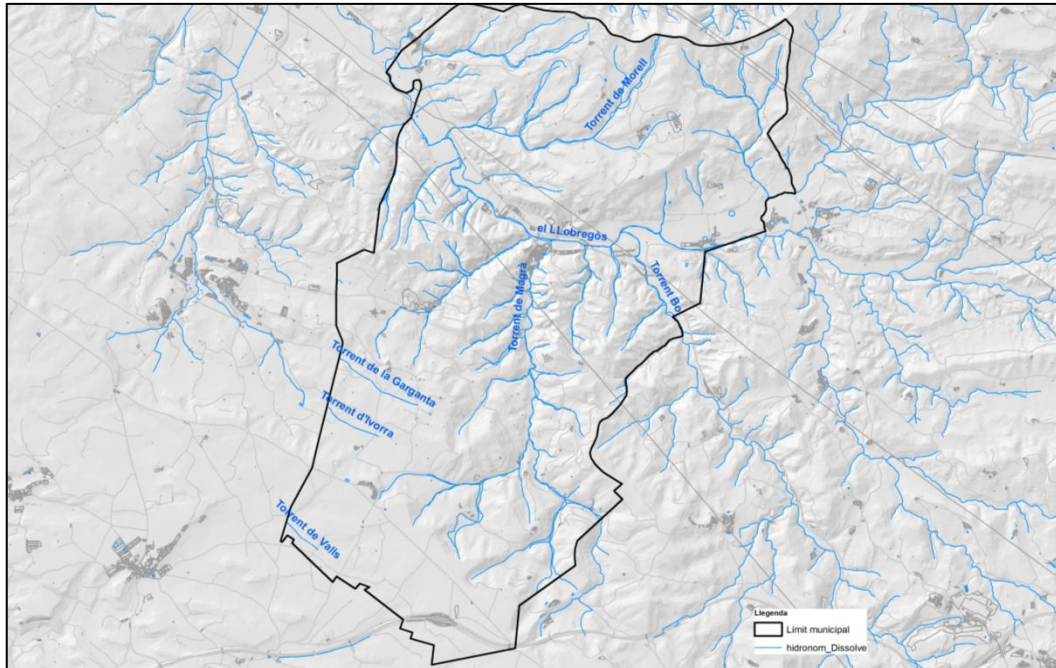 Torrent de Morell
el LLobregós
Torrent Bo
Torrent de Magrà
Torrent de la Garganta
Torrent d'Ivorra
Torrent de Valls
Llegenda
Límit municipal
hidronom_Dissolve